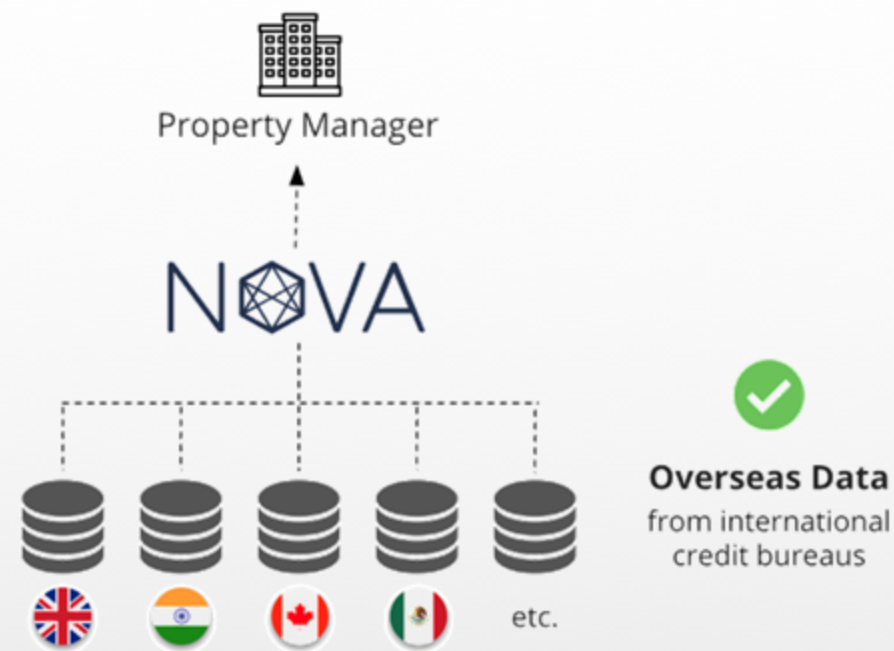 Property Manager
NOVA
Overseas Data
from international
credit bureaus
etc.